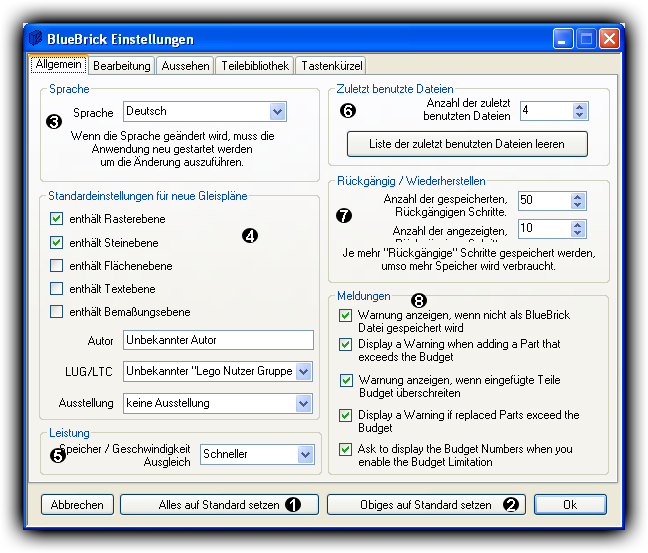 BlueBrick Einstellungen
Allgemein
Bearbeitung
Aussehen
Teilebibliothek
Tastenkürzel
Sprache
3
Sprache
Deutsch
Wenn die Sprache geändert wird, muss die
Anwendung neu gestartet werden
um die Änderung auszuführen.
Standardeinstellungen für neue Gleispläne
enthält Rasterebene
4
enthält Steinebene
enthält Flächenebene
enthält Textebene
enthält Bemaßungsebene
Autor
Unbekannter Autor
LUG/LTC
Unbekannter "Lego Nutzer Gruppe
Ausstellung
keine Ausstellung
Leistung
5
Speicher / Geschwindigkeit
Ausgleich
Schneller
Zuletzt benutzte Dateien
6
Anzahl der zuletzt
benutzten Dateien
4
Liste der zuletzt benutzten Dateien leeren
Rückgängig / Wiederherstellen
7
Anzahl der gespeicherten,
Rückgängigen Schritte.
50
Anzahl der angezeigten,
10
Je mehr "Rückgängige" Schritte gespeichert werden,
umso mehr Speicher wird verbraucht.
Meldungen
8
Warnung anzeigen, wenn nicht als BlueBrick
Datei gespeichert wird
Display a Warning when adding a Part that
exceeds the Budget
Warnung anzeigen, wenn eingefügte Teile
Budget überschreiten
Display a Warning if replaced Parts exceed the
Budget
Ask to display the Budget Numbers when you
enable the Budget Limitation
Abbrechen
Alles auf Standard setzen
1
Obiges auf Standard setzen
2
Ok